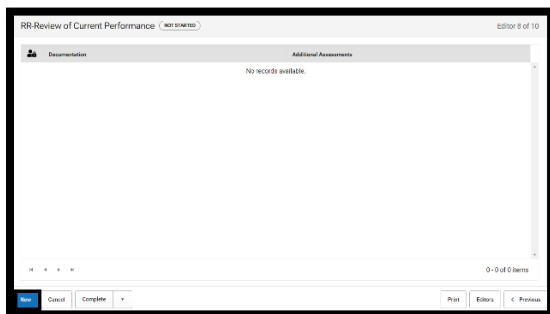 RR-Review of Current Performance NOT STARTED Editor 8 of 10
Documentation Additional Assessments
No records available.
0 - 0 of 0 items
New Cancel Complete Print Editors Previous